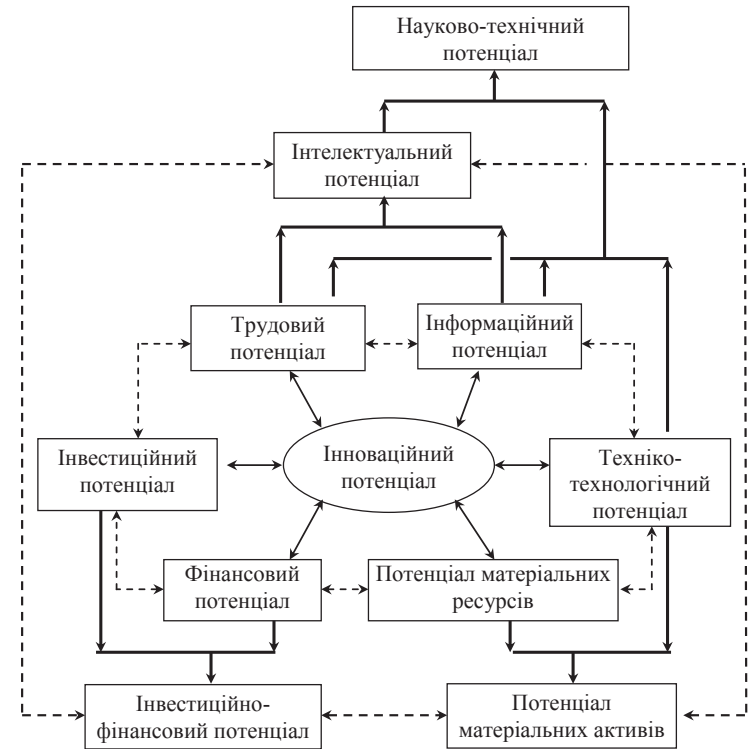 Науково-технічний
потенціал
Інтелектуальний
потенціал
Трудовий
потенціал
Інформаційний
потенціал
Інвестиційний
потенціал
Інноваційний
потенціал
Техніко-
технологічний
потенціал
Фінансовий
потенціал
Потенціал матеріальних
ресурсів
Інвестиційно-
фінансовий потенціал
Потенціал
матеріальних активів